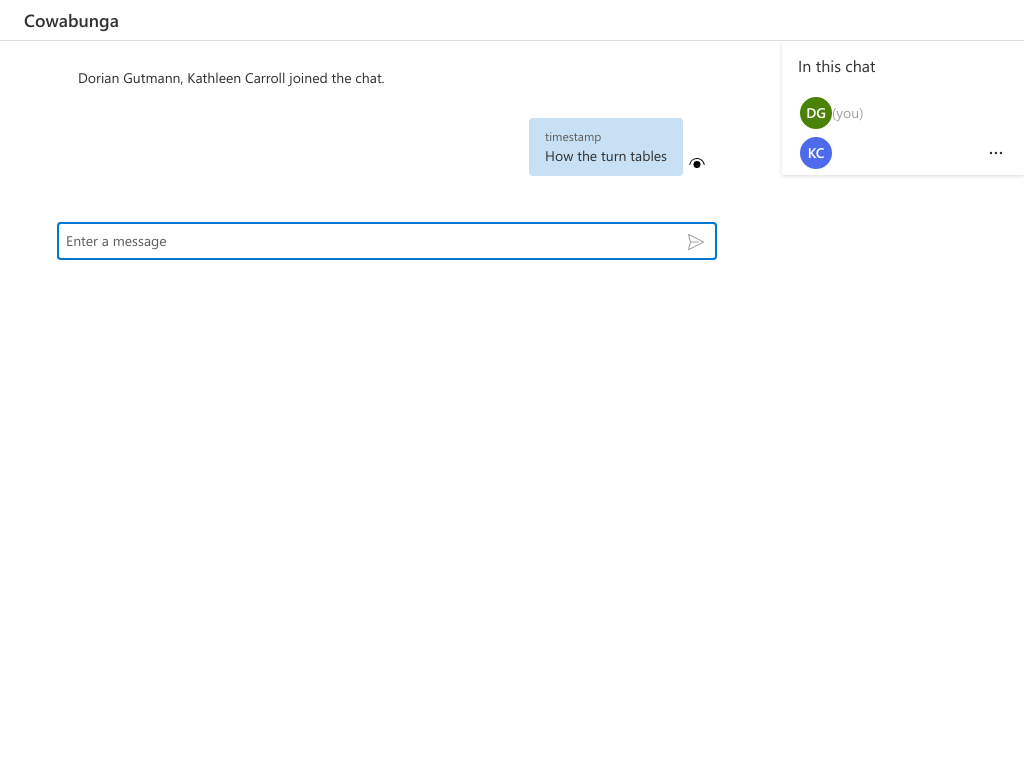 Cowabunga
Dorian Gutmann, Kathleen Carroll joined the chat.
In this chat
DG (you)
timestamp
How the turn tables
KC
Enter a message